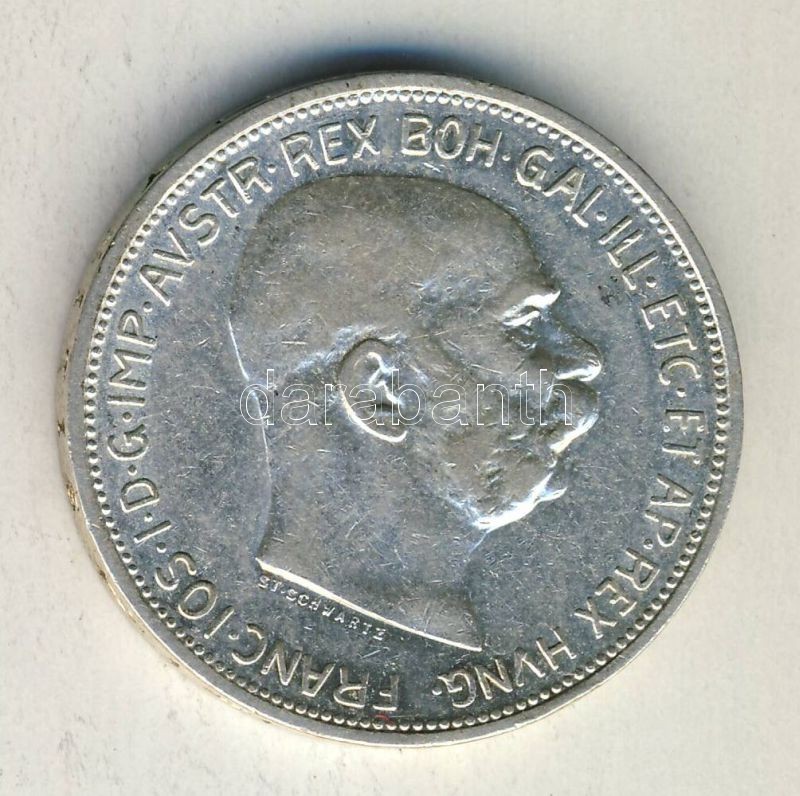 FRANC·IOS·I·D·G·IMP·AVSTR·REX BOH·GAL·ILL·ETC·ET AP·REX HVNG·
ST·SCHWARTZ
darabanth